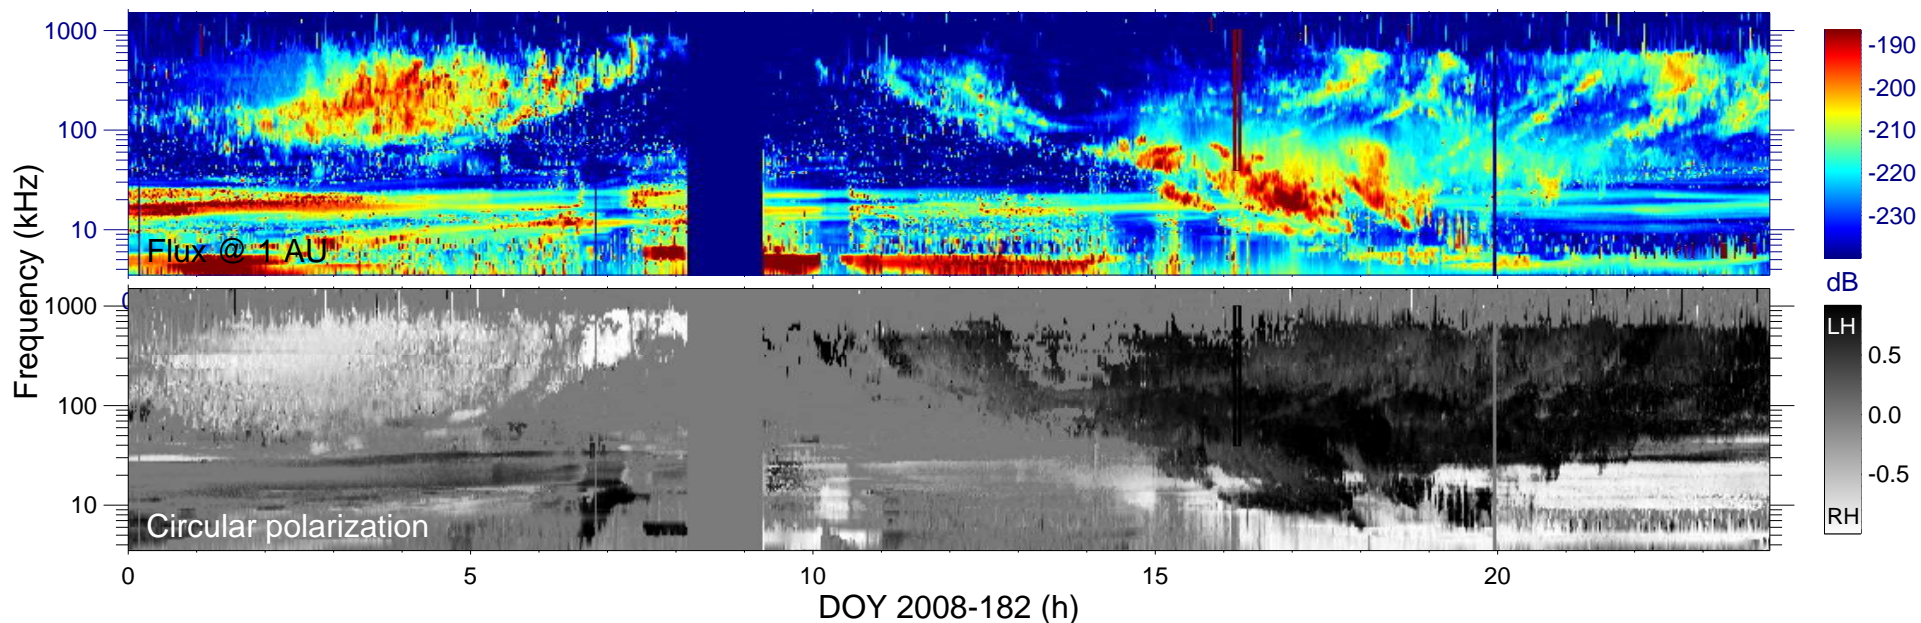 1000
100
10
Frequency (kHz)
Flux @ 1 AU
-190
-200
-210
-220
-230
dB
0
1000
100
10
Circular polarization
LH
0.5
0.0
-0.5
RH
0 5 10 15 20
DOY 2008-182 (h)